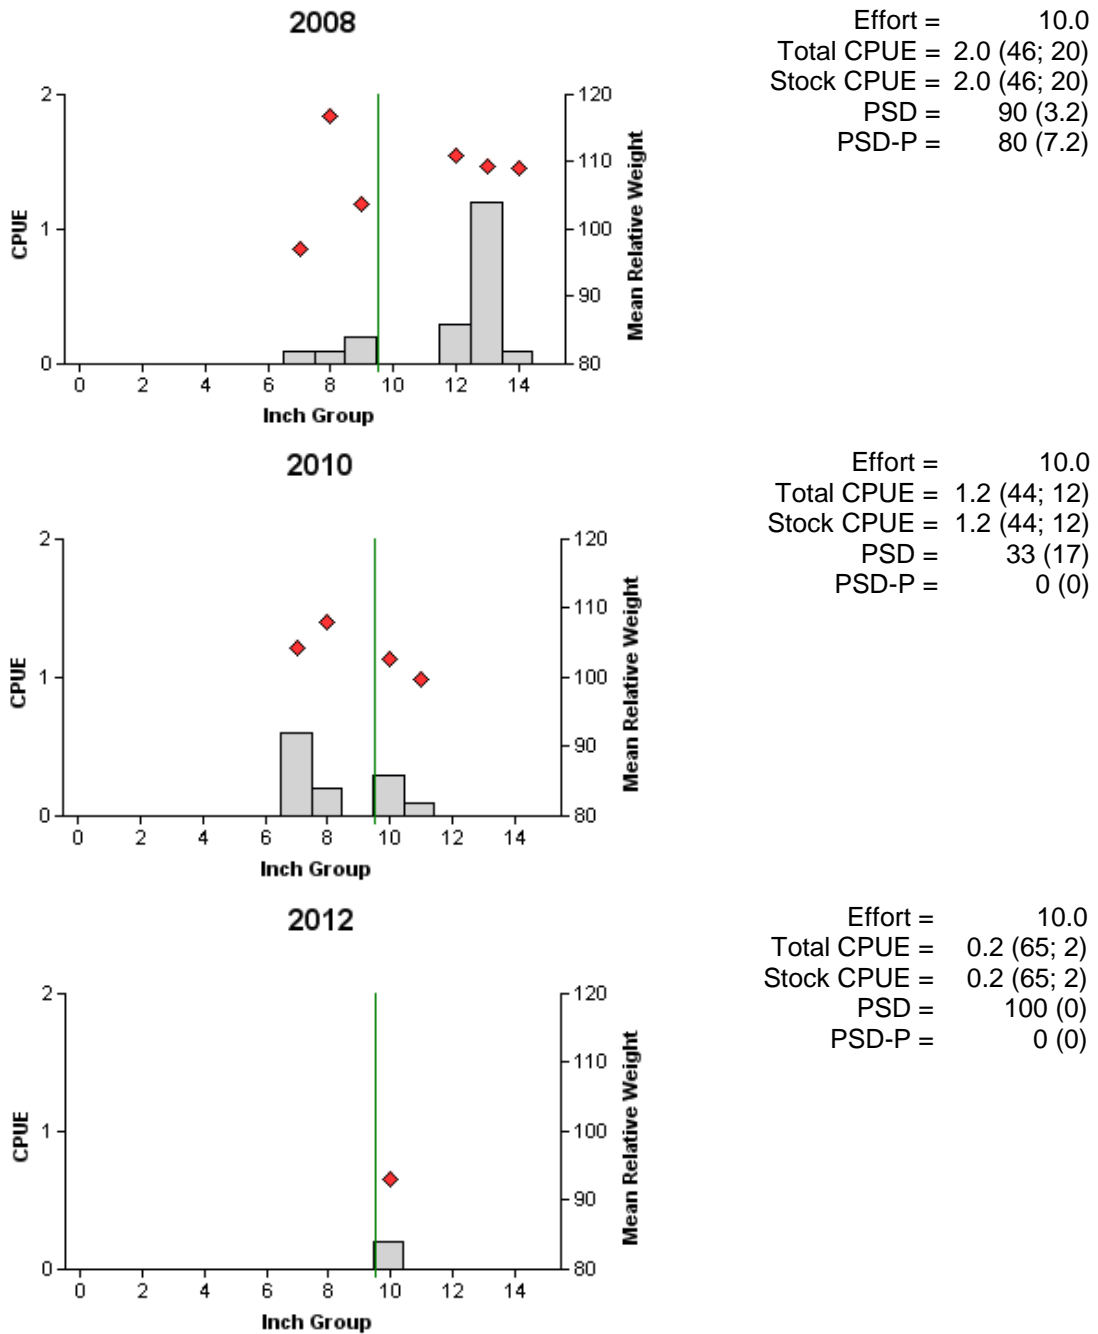 2008
Effort = 10.0
Total CPUE = 2.0 (46; 20)
Stock CPUE = 2.0 (46; 20)
PSD = 90 (3.2)
PSD-P = 80 (7.2)
2 120
110
1 100
90
0 80
CPUE
Mean Relative Weight
0 2 4 6 8 10 12 14
Inch Group
2010
Effort = 10.0
Total CPUE = 1.2 (44; 12)
Stock CPUE = 1.2 (44; 12)
PSD = 33 (17)
PSD-P = 0 (0)
2 120
110
1 100
90
0 80
CPUE
Mean Relative Weight
0 2 4 6 8 10 12 14
Inch Group
2012
Effort = 10.0
Total CPUE = 0.2 (65; 2)
Stock CPUE = 0.2 (65; 2)
PSD = 100 (0)
PSD-P = 0 (0)
2 120
110
1 100
90
0 80
CPUE
Mean Relative Weight
0 2 4 6 8 10 12 14
Inch Group